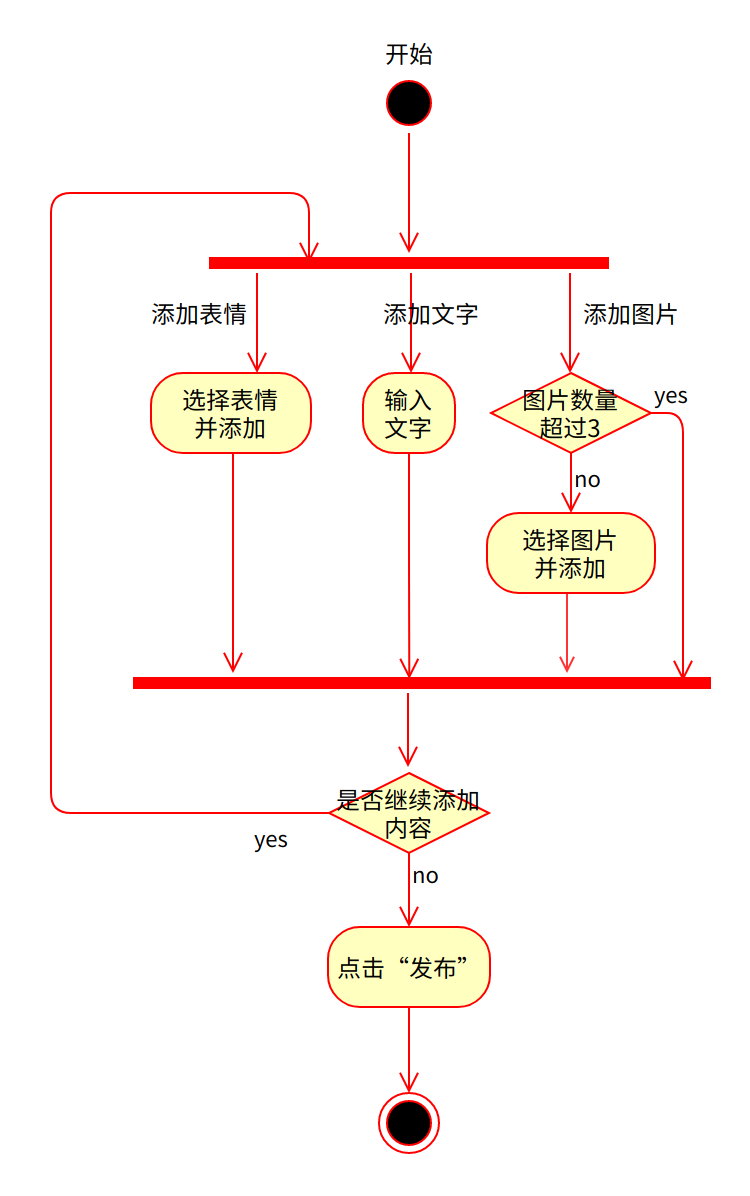 开始
添加表情
添加文字
添加图片
选择表情
并添加
输入
文字
图片数量
超过3
yes
no
选择图片
并添加
是否继续添加
内容
yes
no
点击“发布”